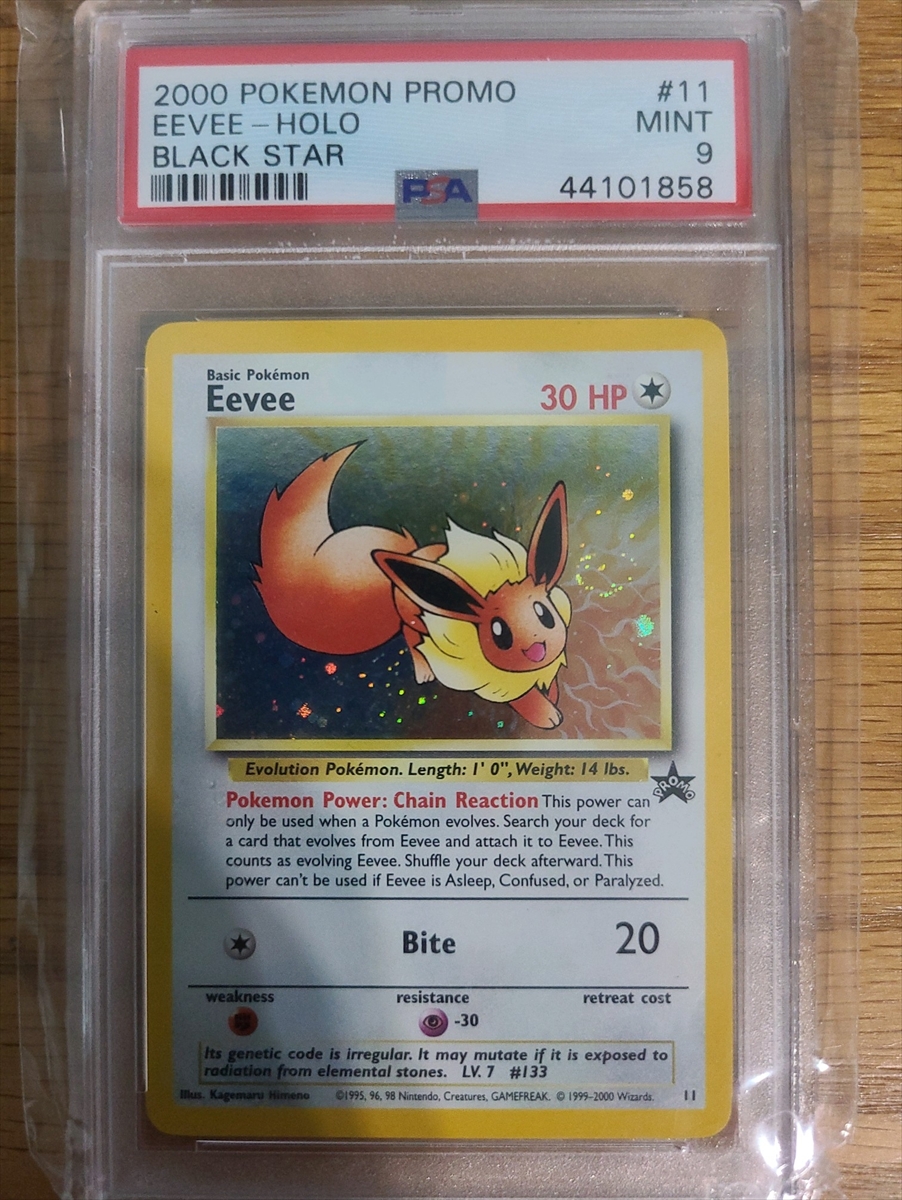 2000 POKEMON PROMO #11
EEVEE - HOLO MINT
BLACK STAR 9
PSA 44101858
Basic Pokémon
Eevee 30 HP
Evolution Pokémon. Length: 1' 0", Weight: 14 lbs.
PROMO
Pokemon Power: Chain Reaction This power can
only be used when a Pokémon evolves. Search your deck for
a card that evolves from Eevee and attach it to Eevee. This
counts as evolving Eevee. Shuffle your deck afterward. This
power can't be used if Eevee is Asleep, Confused, or Paralyzed.
Bite 20
weakness resistance retreat cost
-30
Its genetic code is irregular. It may mutate if it is exposed to
radiation from elemental stones. LV. 7 #133
Illus. Kagemaru Himeno ©1995, 96, 98 Nintendo, Creatures, GAMEFREAK. © 1999-2000 Wizards. 11